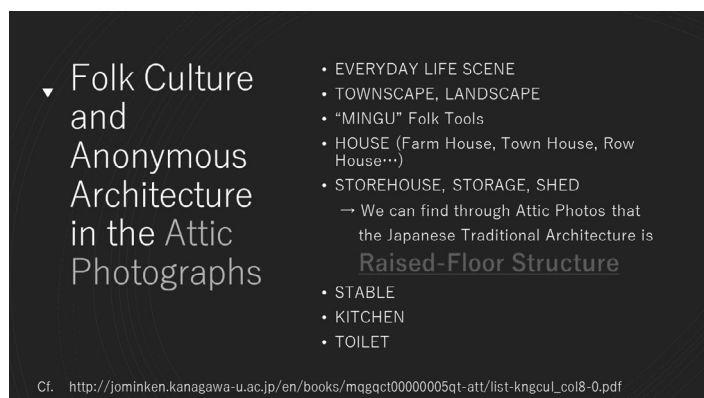 Folk Culture
and
Anonymous
Architecture
in the Attic
Photographs
• EVERYDAY LIFE SCENE
• TOWNSCAPE, LANDSCAPE
• “MINGU” Folk Tools
• HOUSE (Farm House, Town House, Row
House⋯)
• STOREHOUSE, STORAGE, SHED
→ We can find through Attic Photos that
the Japanese Traditional Architecture is
Raised-Floor Structure
• STABLE
• KITCHEN
• TOILET
Cf. http://jominken.kanagawa-u.ac.jp/en/books/mqgqct00000005qt-att/list-kngcul_col8-0.pdf